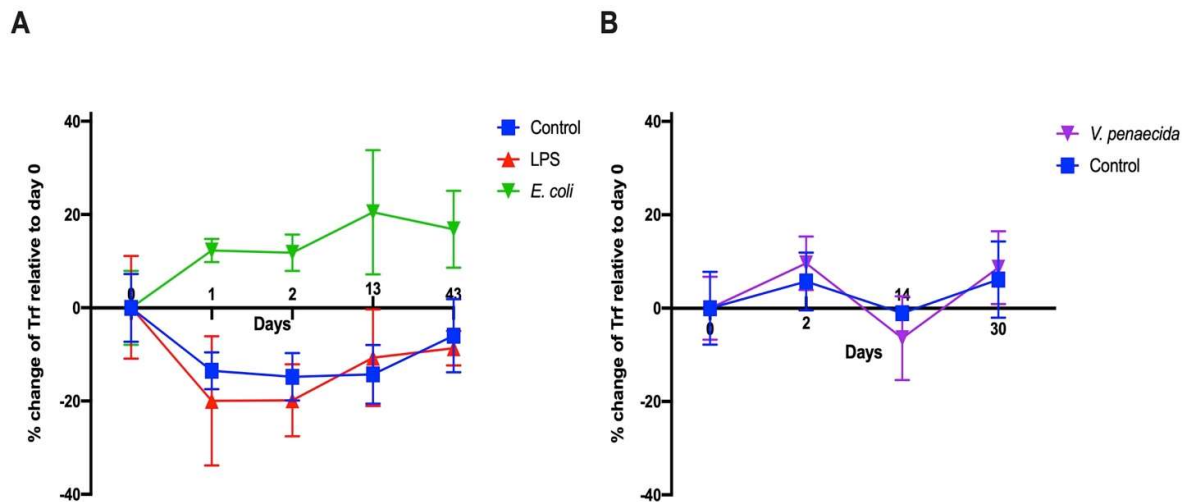 A
B
% change of Trf relative to day 0
40
20
0
-20
-40
0
1
2
13
43
Days
Control
LPS
E. coli
% change of Trf relative to day 0
40
20
0
-20
-40
0
2
14
30
Days
V. penaecida
Control